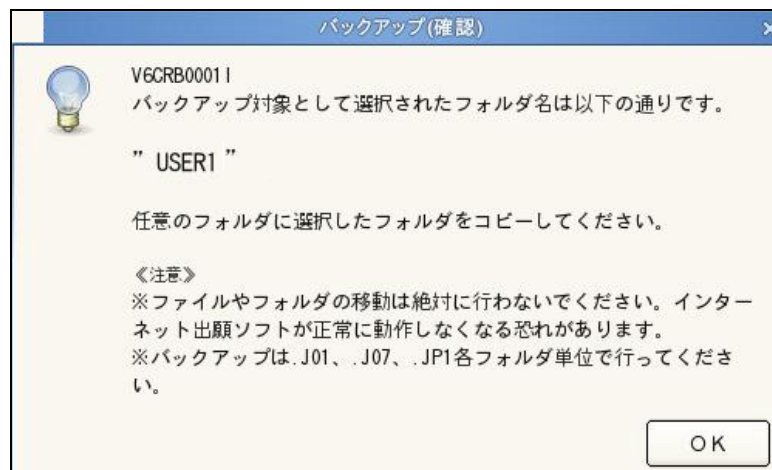 バックアップ(確認)
V6CRB0001I
バックアップ対象として選択されたフォルダ名は以下の通りです。
” USER1 ”
任意のフォルダに選択したフォルダをコピーしてください。
≪注意≫
※ファイルやフォルダの移動は絶対に行わないでください。インター
ネット出願ソフトが正常に動作しなくなる恐れがあります。
※バックアップは.J01、.J07、.JP1各フォルダ単位で行ってくださ
い。
OK